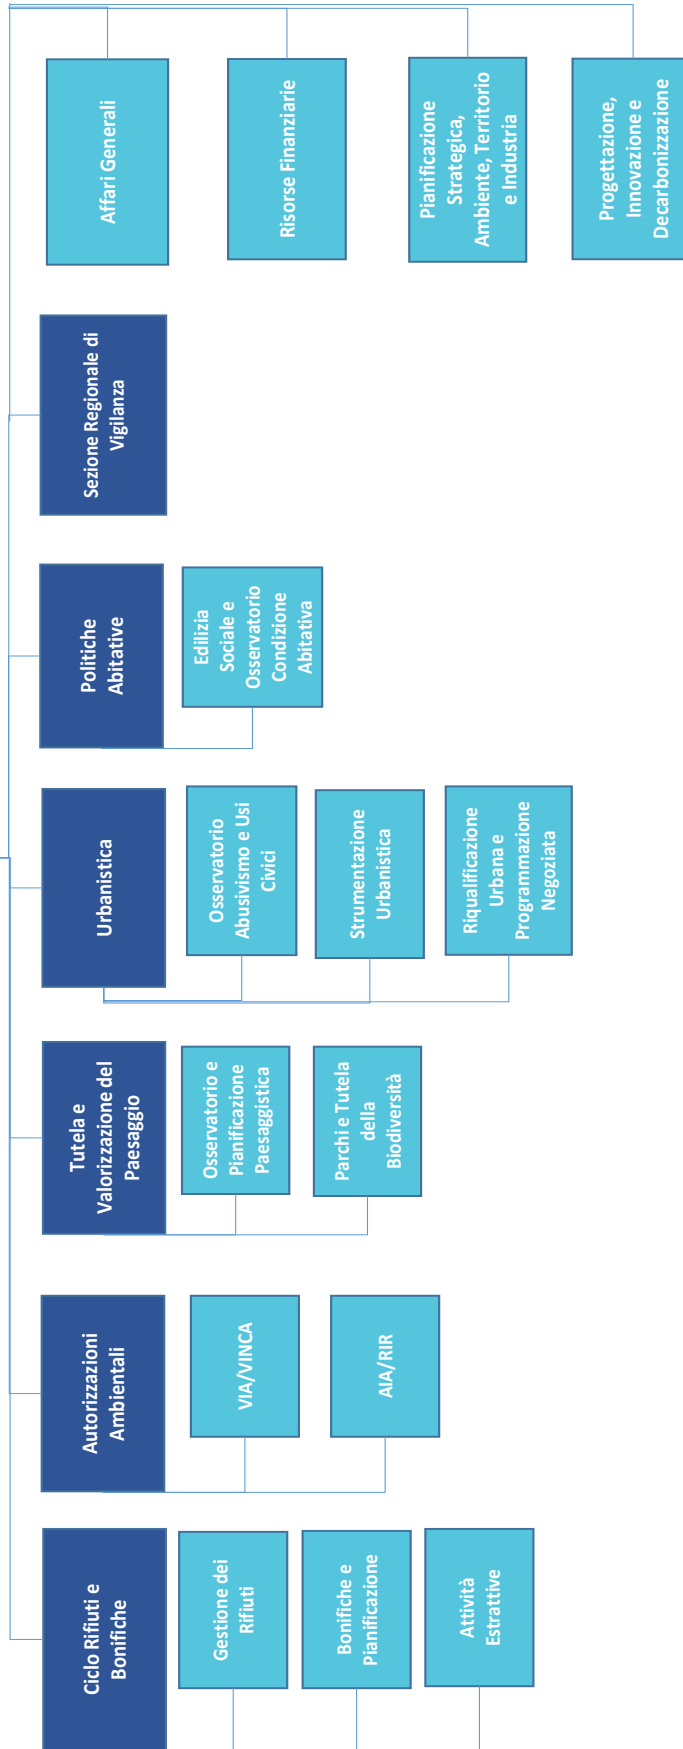 Ciclo Rifiuti e
Bonifiche
Gestione dei
Rifiuti
Bonifiche e
Pianificazione
Attività
Estrattive
Autorizzazioni
Ambientali
VIA/VINCA
AIA/RIR
Tutela e
Valorizzazione del
Paesaggio
Osservatorio e
Pianificazione
Paesaggistica
Parchi e Tutela
della
Biodiversità
Urbanistica
Osservatorio
Abusivismo e Usi
Civici
Strumentazione
Urbanistica
Riqualificazione
Urbana e
Programmazione
Negoziata
Politiche
Abitative
Edilizia
Sociale e
Osservatorio
Condizione
Abitativa
Sezione Regionale di
Vigilanza
Affari Generali
Risorse Finanziarie
Pianificazione
Strategica,
Ambiente, Territorio
e Industria
Progettazione,
Innovazione e
Decarbonizzazione